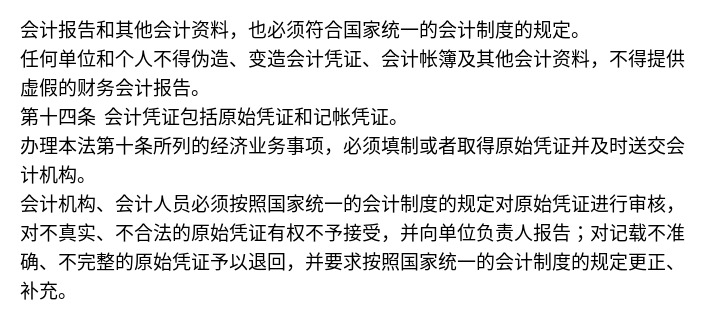 会计报告和其他会计资料，也必须符合国家统一的会计制度的规定。
任何单位和个人不得伪造、变造会计凭证、会计帐簿及其他会计资料，不得提供
虚假的财务会计报告。
第十四条 会计凭证包括原始凭证和记帐凭证。
办理本法第十条所列的经济业务事项，必须填制或者取得原始凭证并及时送交会
计机构。
会计机构、会计人员必须按照国家统一的会计制度的规定对原始凭证进行审核，
对不真实、不合法的原始凭证有权不予接受，并向单位负责人报告；对记载不准
确、不完整的原始凭证予以退回，并要求按照国家统一的会计制度的规定更正、
补充。